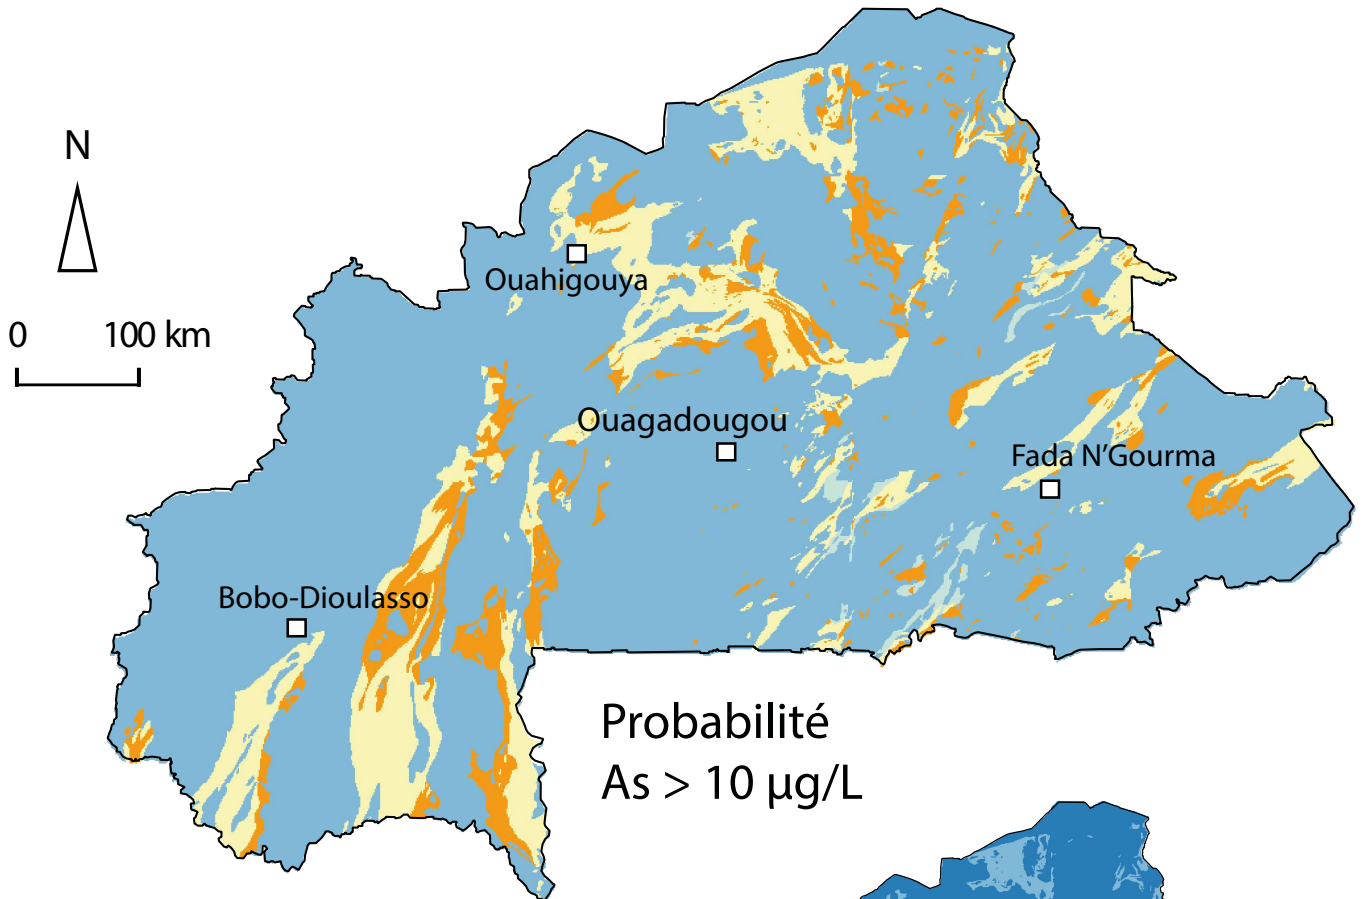 N
0 100 km
Ouahigouya
Ouagadougou
Fada N'Gourma
Bobo-Dioulasso
Probabilité
As > 10 µg/L